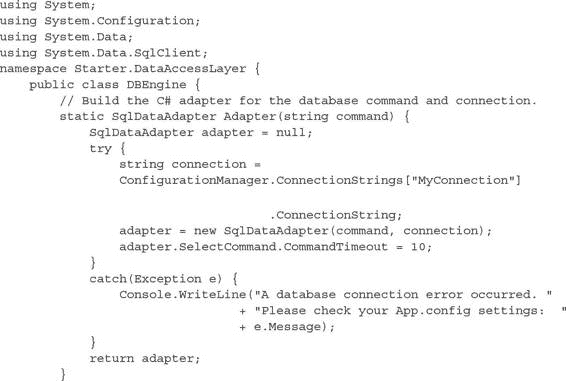 using System;
using System.Configuration;
using System.Data;
using System.Data.SqlClient;
namespace Starter.DataAccessLayer {
    public class DBEngine {
        // Build the C# adapter for the database command and connection.
        static SqlDataAdapter Adapter(string command) {
            SqlDataAdapter adapter = null;
            try {
                string connection =
                ConfigurationManager.ConnectionStrings["MyConnection"]
                                    .ConnectionString;
                adapter = new SqlDataAdapter(command, connection);
                adapter.SelectCommand.CommandTimeout = 10;
            }
            catch(Exception e) {
                Console.WriteLine("A database connection error occurred. "
                                + "Please check your App.config settings:  "
                                + e.Message);
            }
            return adapter;
        }